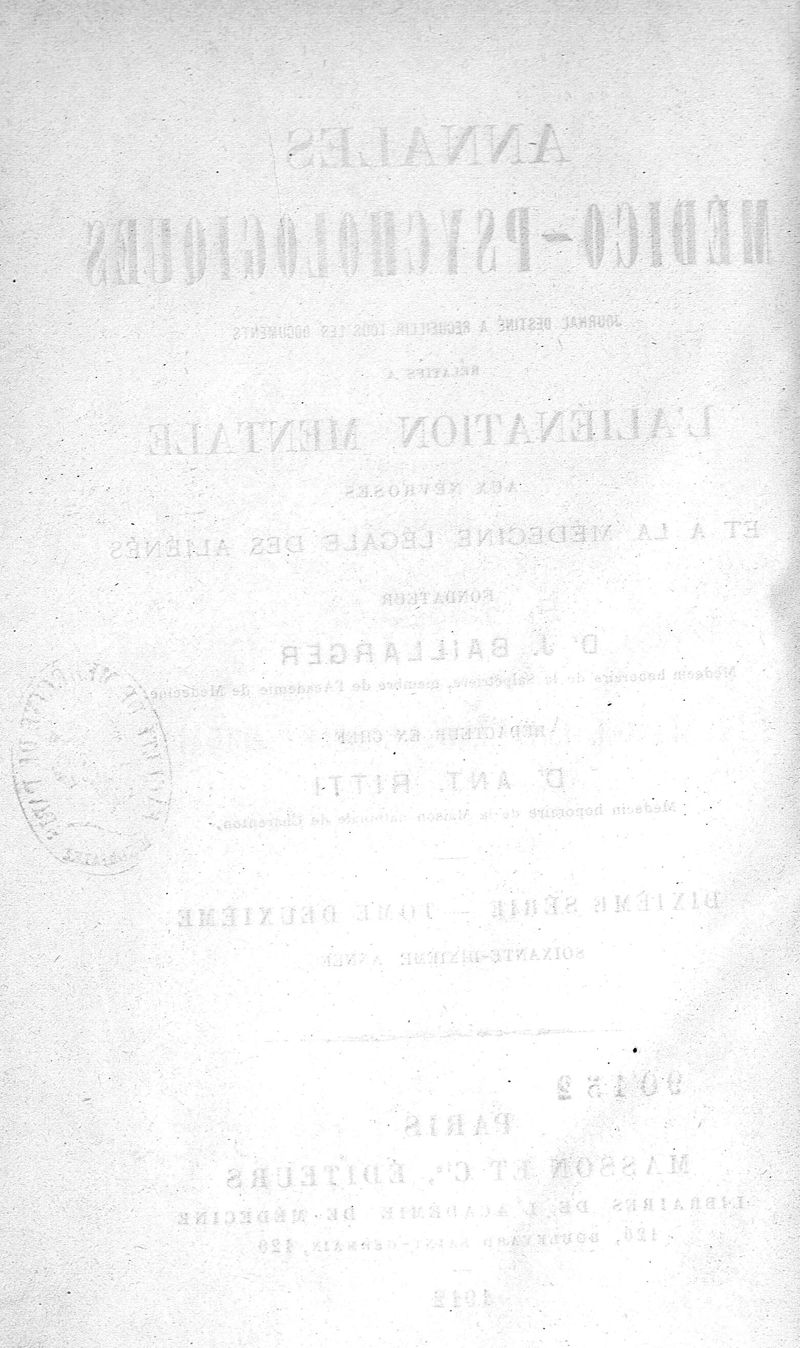 ANNALES
MÉDICO-PSYCHOLOGIQUES
JOURNAL DESTINÉ A RECUEILLIR TOUS LES DOCUMENTS
RELATIFS A
L'ALIÉNATION MENTALE
AUX NÉVROSES
ET A LA MÉDECINE LÉGALE DES ALIÉNÉS
FONDATEUR
Dr J. BAILLARGER
Médecin honoraire de la Salpêtrière, membre de l'Académie de Médecine
RÉDACTEUR EN CHEF
Dr ANT. RITTI
Médecin honoraire de la Maison nationale de Charenton,
DIXIÈME SÉRIE — TOME DEUXIÈME
SOIXANTE-DIXIÈME ANNÉE
90152
PARIS
MASSON ET Cie, ÉDITEURS
LIBRAIRES DE L'ACADÉMIE DE MÉDECINE
120, BOULEVARD SAINT-GERMAIN, 120
1912